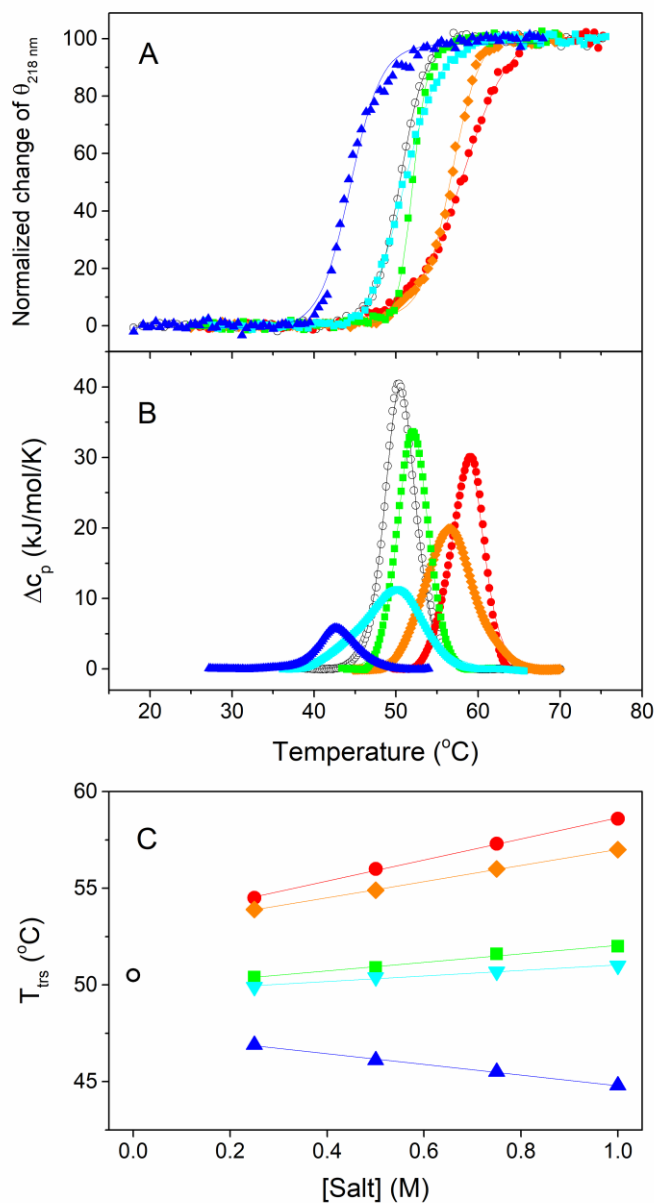 A
Normalized change of θ218 nm
100
80
60
40
20
0
B
Δcp (kJ/mol/K)
40
30
20
10
0
20 30 40 50 60 70 80
Temperature (oC)
C
Ttrs (oC)
60
55
50
45
0.0 0.2 0.4 0.6 0.8 1.0
[Salt] (M)